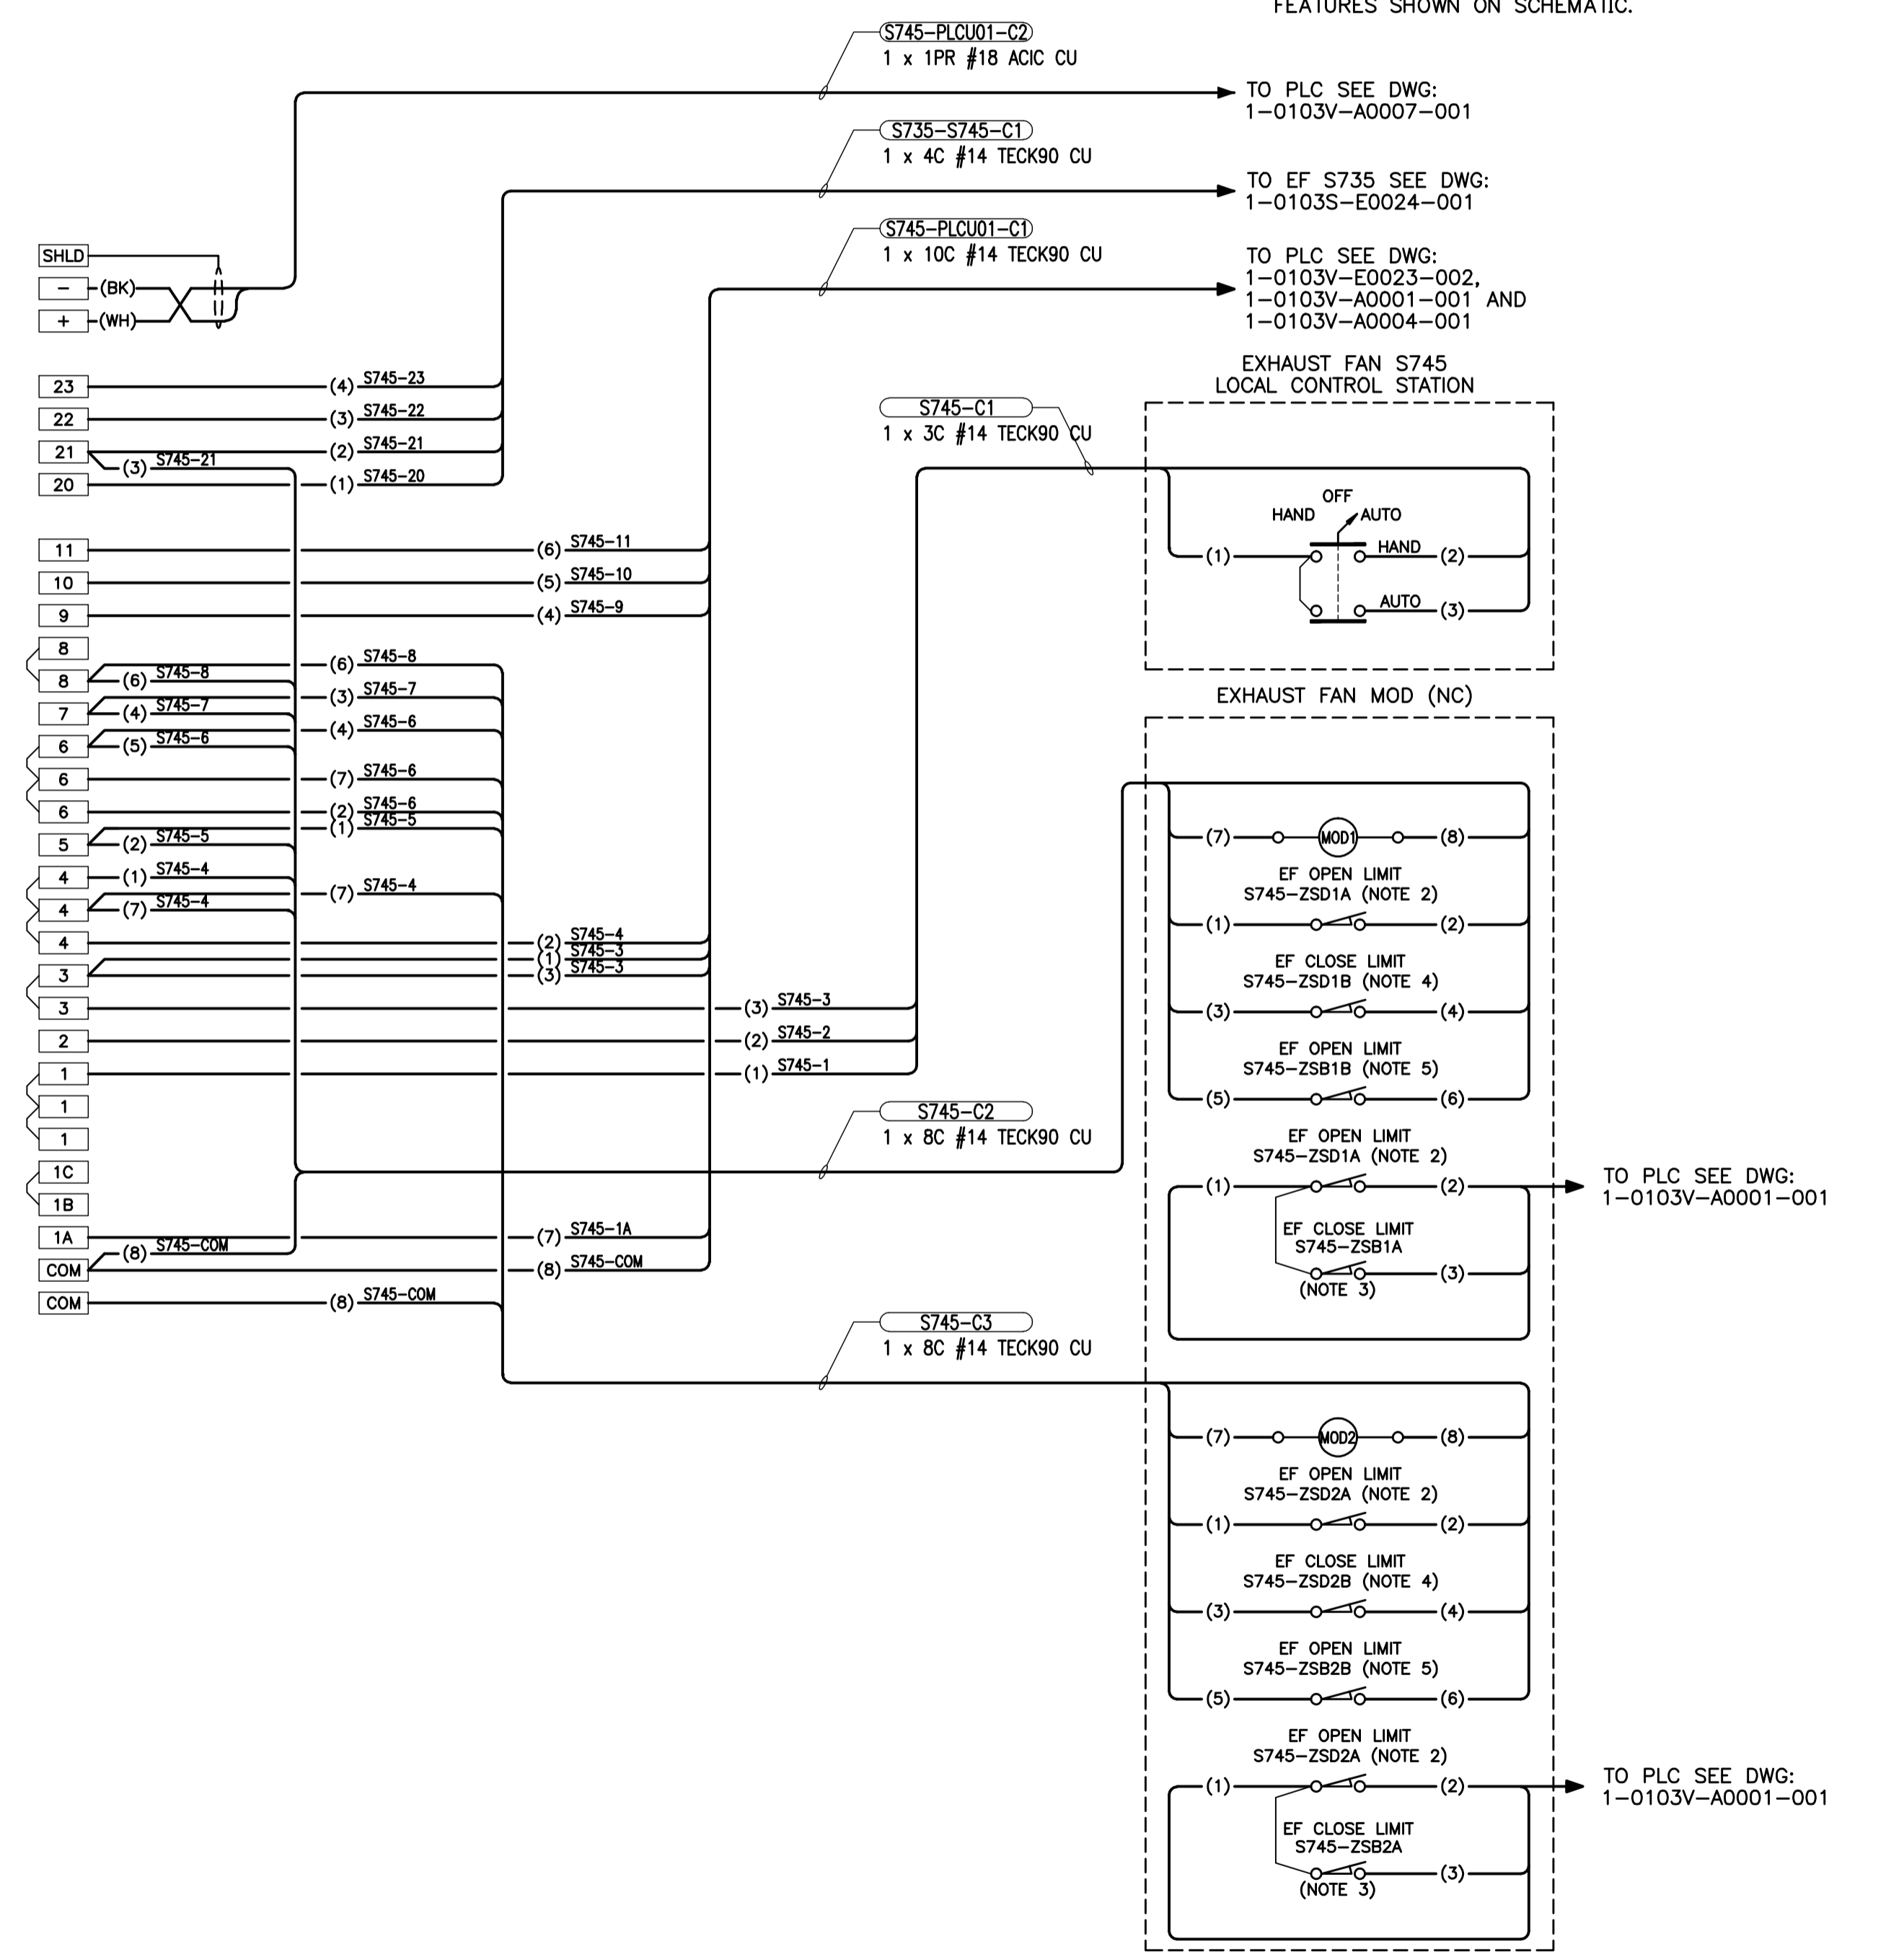 FEATURES SHOWN ON SCHEMATIC.
S745-PLCU01-C2
1 x 1PR #18 ACIC CU
TO PLC SEE DWG:
1-0103V-A0007-001
S735-S745-C1
1 x 4C #14 TECK90 CU
TO EF S735 SEE DWG:
1-0103S-E0024-001
S745-PLCU01-C1
1 x 10C #14 TECK90 CU
TO PLC SEE DWG:
1-0103V-E0023-002,
1-0103V-A0001-001 AND
1-0103V-A0004-001
SHLD
- (BK)
+ (WH)
23 (4) S745-23
22 (3) S745-22
21 (2) S745-21
(3) S745-21
20 (1) S745-20
11 (6) S745-11
10 (5) S745-10
9 (4) S745-9
8
(6) S745-8
8 (6) S745-8
(3) S745-7
7 (4) S745-7
(4) S745-6
6 (5) S745-6
6 (7) S745-6
6 (2) S745-6
(1) S745-5
5 (2) S745-5
4 (1) S745-4
(7) S745-4
4 (7) S745-4
4 (2) S745-4
(1) S745-3
3 (3) S745-3
3 (3) S745-3
2 (2) S745-2
1 (1) S745-1
1
1
1C
1B
1A (7) S745-1A
(8) S745-COM
COM (8) S745-COM
COM (8) S745-COM
EXHAUST FAN S745
LOCAL CONTROL STATION
S745-C1
1 x 3C #14 TECK90 CU
OFF
HAND AUTO
(1) HAND (2)
AUTO (3)
EXHAUST FAN MOD (NC)
S745-C2
1 x 8C #14 TECK90 CU
(7) MOD1 (8)
EF OPEN LIMIT
S745-ZSD1A (NOTE 2)
(1) (2)
EF CLOSE LIMIT
S745-ZSD1B (NOTE 4)
(3) (4)
EF OPEN LIMIT
S745-ZSB1B (NOTE 5)
(5) (6)
EF OPEN LIMIT
S745-ZSD1A (NOTE 2)
(1) (2)
TO PLC SEE DWG:
1-0103V-A0001-001
EF CLOSE LIMIT
S745-ZSB1A
(3)
(NOTE 3)
S745-C3
1 x 8C #14 TECK90 CU
(7) MOD2 (8)
EF OPEN LIMIT
S745-ZSD2A (NOTE 2)
(1) (2)
EF CLOSE LIMIT
S745-ZSD2B (NOTE 4)
(3) (4)
EF OPEN LIMIT
S745-ZSB2B (NOTE 5)
(5) (6)
EF OPEN LIMIT
S745-ZSD2A (NOTE 2)
(1) (2)
TO PLC SEE DWG:
1-0103V-A0001-001
EF CLOSE LIMIT
S745-ZSB2A
(3)
(NOTE 3)